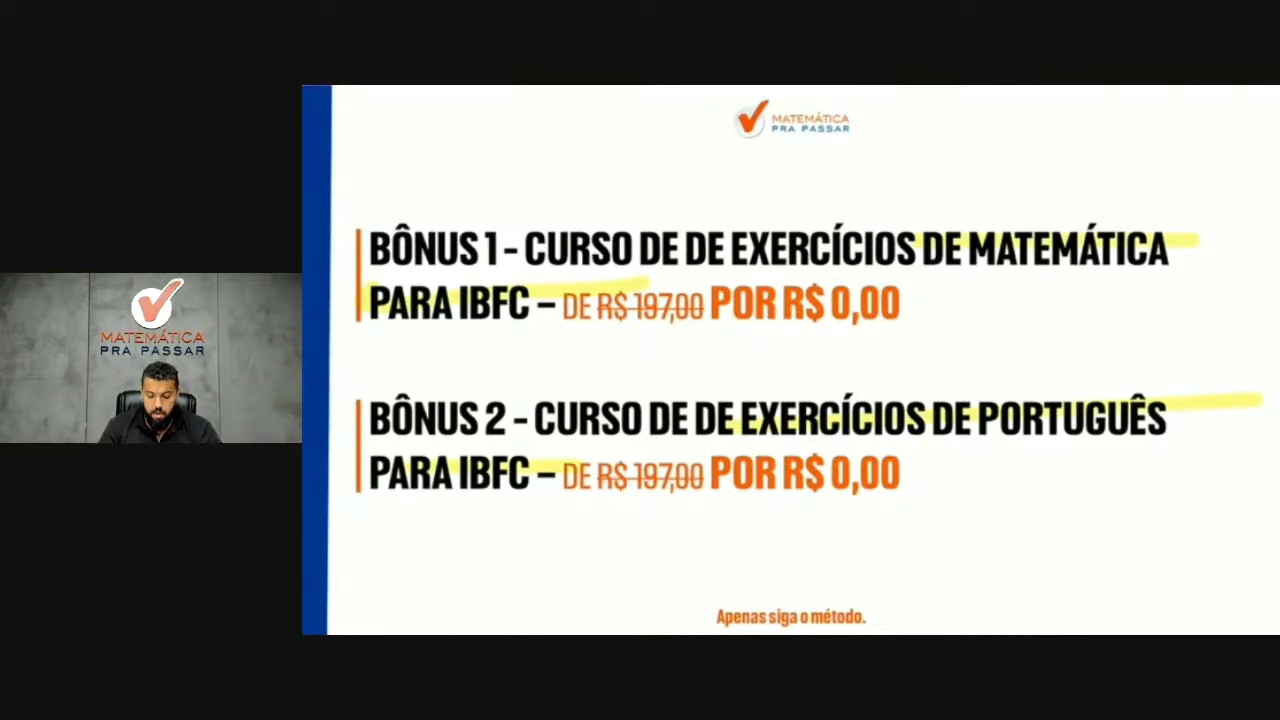 MATEMÁTICA
PRA PASSAR
MATEMÁTICA
PRA PASSAR
BÔNUS 1 - CURSO DE DE EXERCÍCIOS DE MATEMÁTICA
PARA IBFC – DE R$ 197,00 POR R$ 0,00
BÔNUS 2 - CURSO DE DE EXERCÍCIOS DE PORTUGUÊS
PARA IBFC – DE R$ 197,00 POR R$ 0,00
Apenas siga o método.